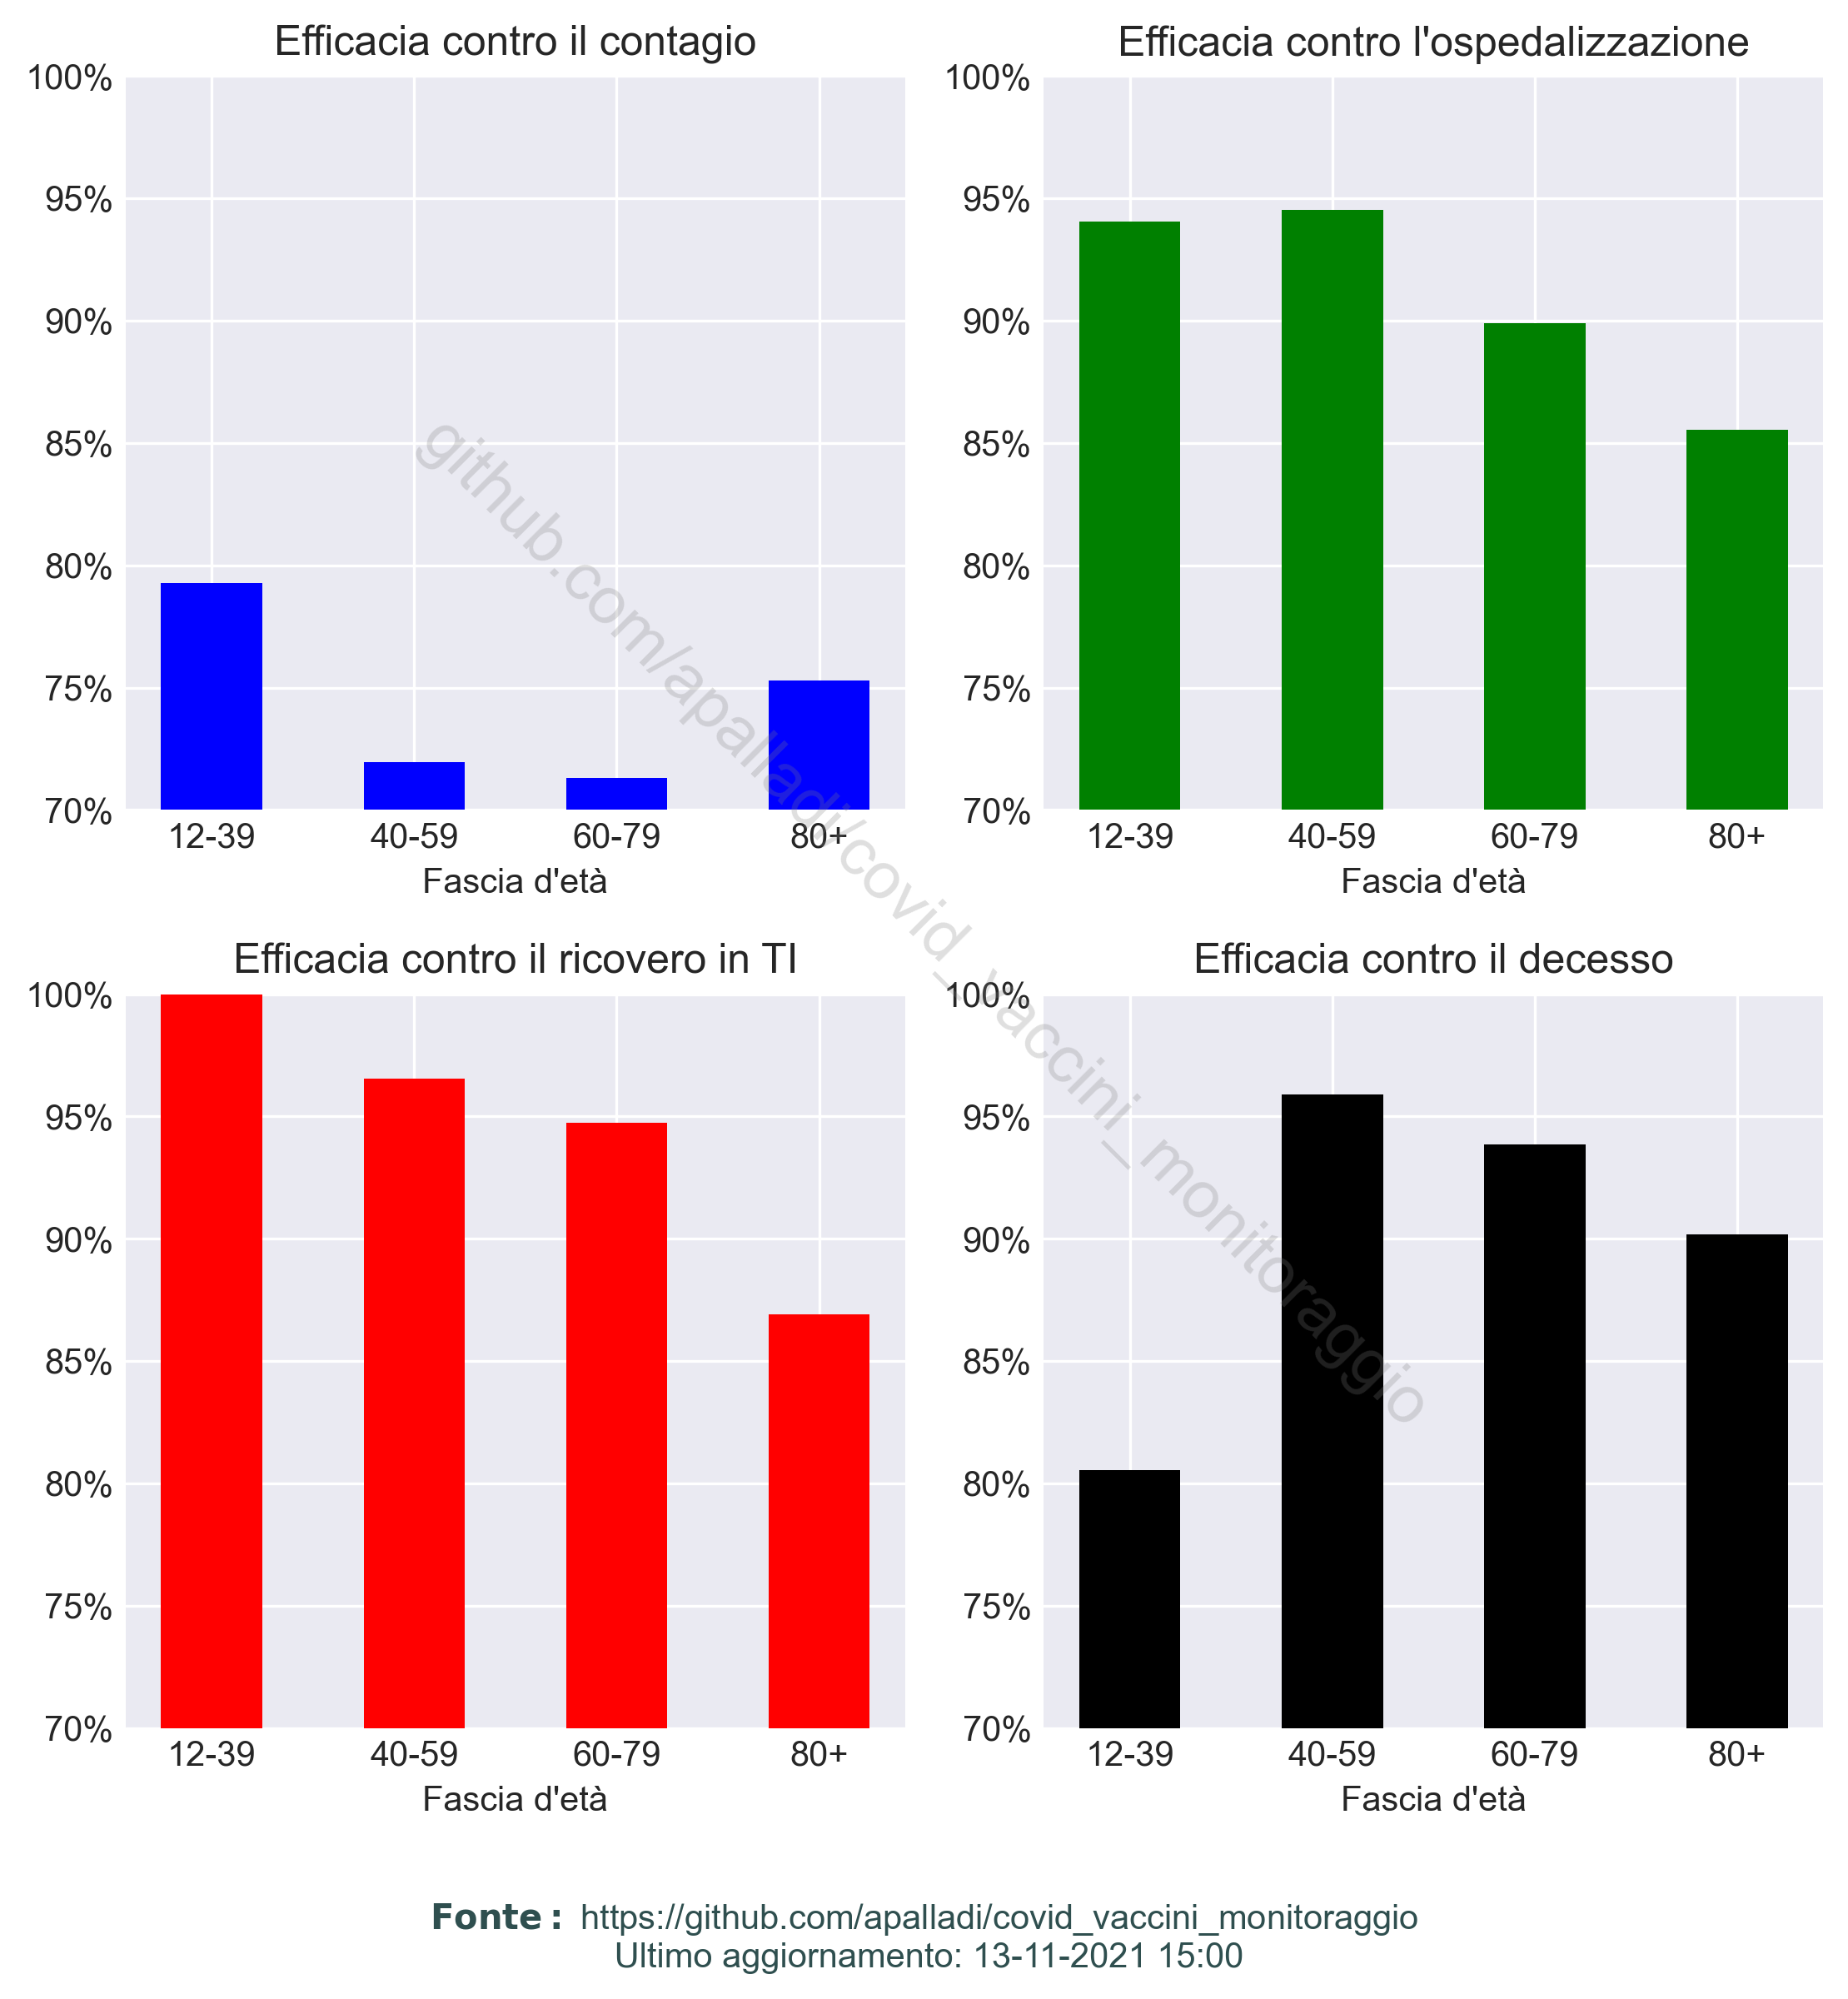 Efficacia contro il contagio
100%
95%
90%
85%
80%
75%
70%
12-39 40-59 60-79 80+
Fascia d'età
Efficacia contro l'ospedalizzazione
100%
95%
90%
85%
80%
75%
70%
12-39 40-59 60-79 80+
Fascia d'età
Efficacia contro il ricovero in TI
100%
95%
90%
85%
80%
75%
70%
12-39 40-59 60-79 80+
Fascia d'età
Efficacia contro il decesso
100%
95%
90%
85%
80%
75%
70%
12-39 40-59 60-79 80+
Fascia d'età
github.com/apalladi/covid_vaccini_monitoraggio
Fonte: https://github.com/apalladi/covid_vaccini_monitoraggio
Ultimo aggiornamento: 13-11-2021 15:00